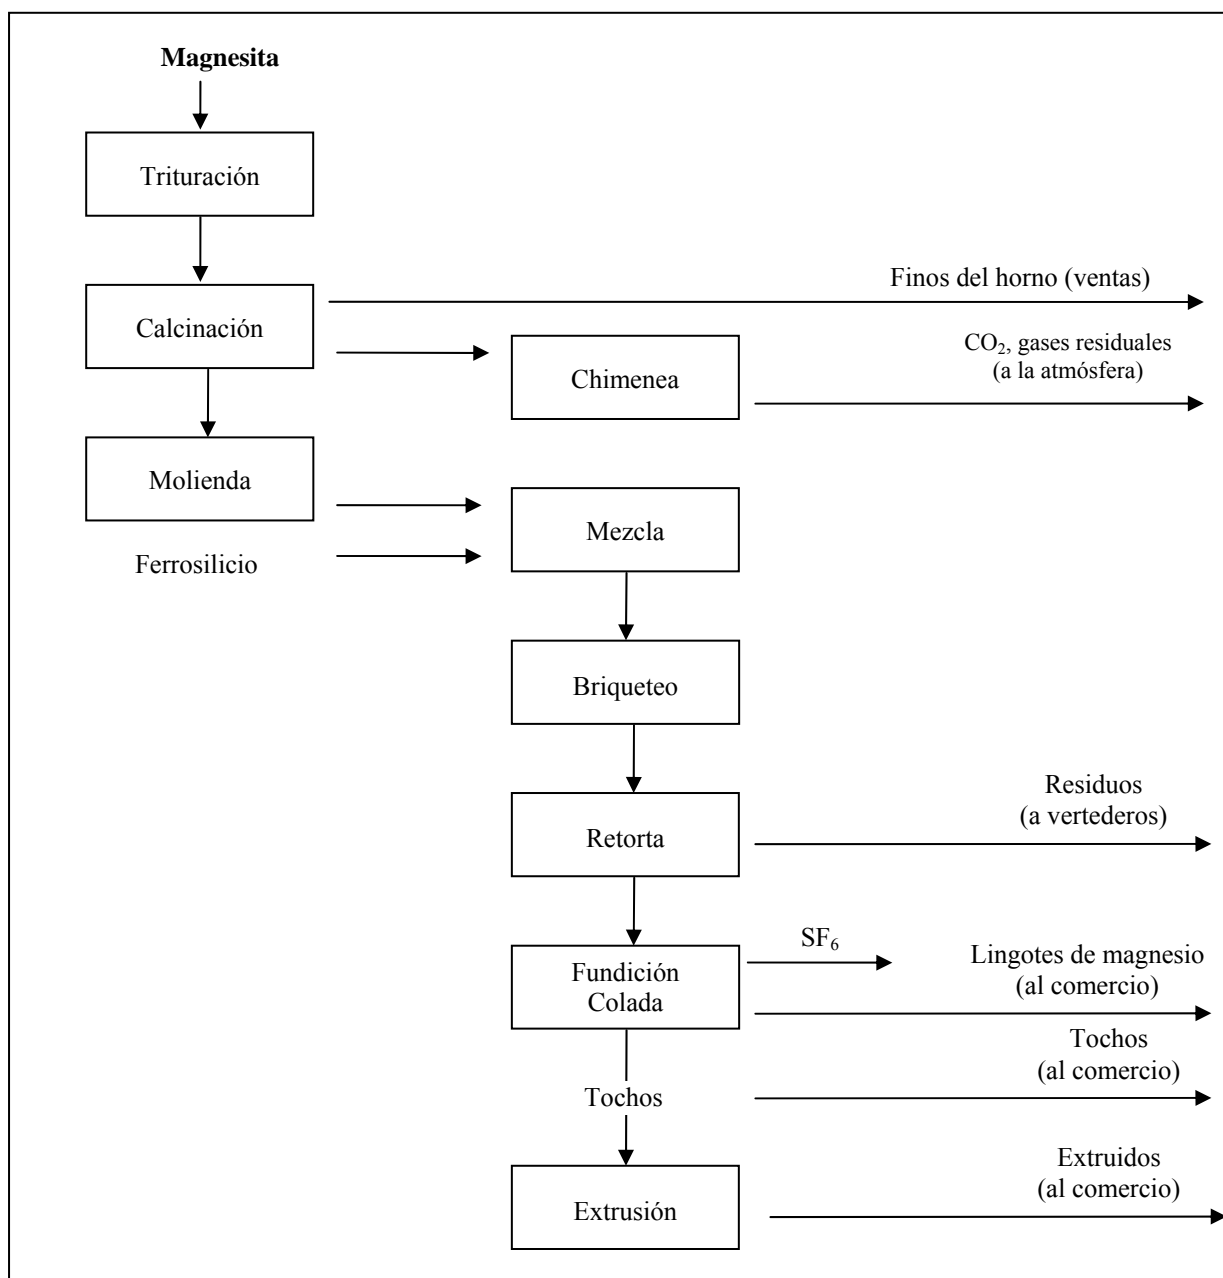 Magnesita
Trituración
Finos del horno (ventas)
Calcinación
CO₂, gases residuales
(a la atmósfera)
Chimenea
Molienda
Mezcla
Ferrosilicio
Briqueteo
Residuos
(a vertederos)
Retorta
SF₆
Lingotes de magnesio
(al comercio)
Fundición
Colada
Tochos
(al comercio)
Tochos
Extruidos
(al comercio)
Extrusión